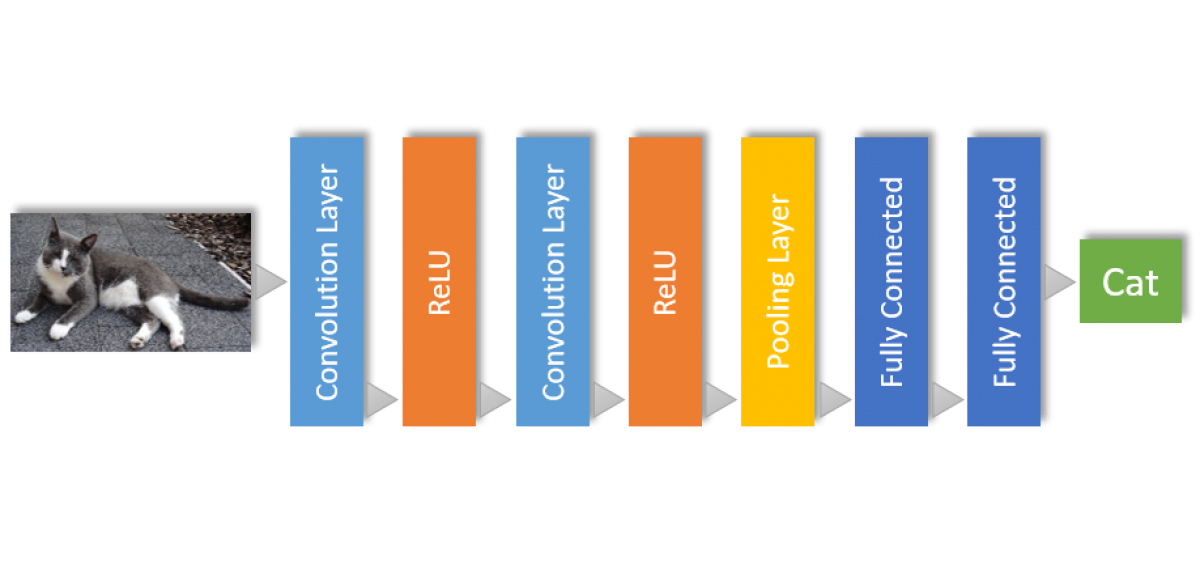 Convolution Layer
ReLU
Convolution Layer
ReLU
Pooling Layer
Fully Connected
Fully Connected
Cat